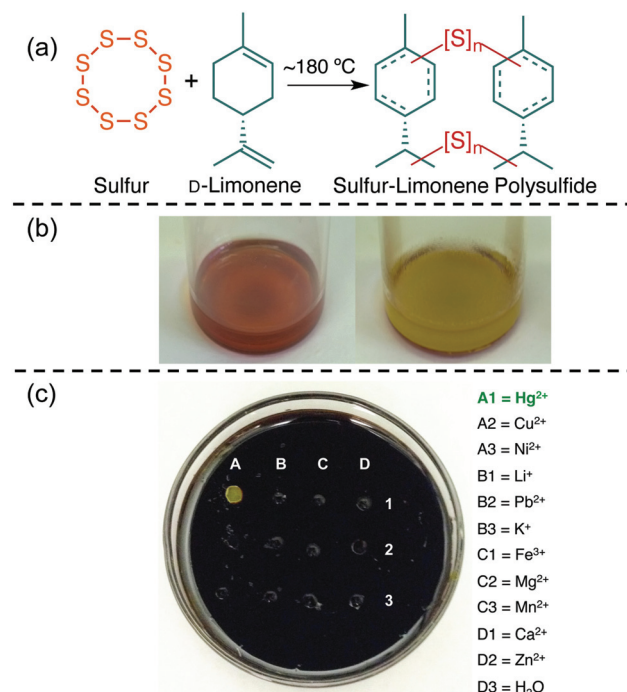 (a)
S S
S S
S S
S S
+
~180 ºC
[S]n
[S]n
Sulfur D-Limonene Sulfur-Limonene Polysulfide
(b)
(c)
A B C D
1
2
3
A1 = Hg²⁺
A2 = Cu²⁺
A3 = Ni²⁺
B1 = Li⁺
B2 = Pb²⁺
B3 = K⁺
C1 = Fe³⁺
C2 = Mg²⁺
C3 = Mn²⁺
D1 = Ca²⁺
D2 = Zn²⁺
D3 = H₂O